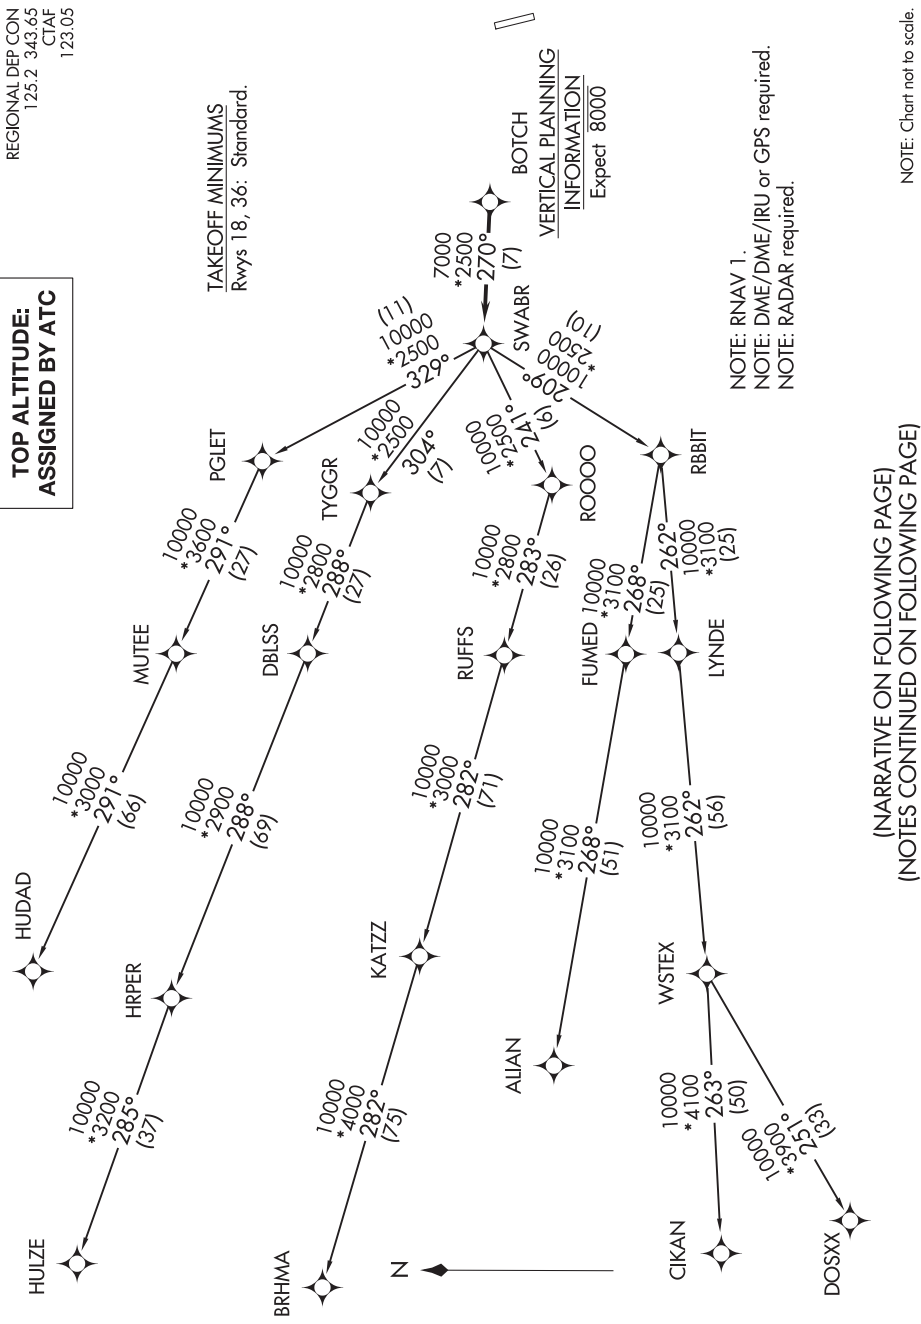 REGIONAL DEP CON
125.2 343.65
CTAF
123.05
TOP ALTITUDE:
ASSIGNED BY ATC
TAKEOFF MINIMUMS
Rwys 18, 36: Standard.
BOTCH
VERTICAL PLANNING
INFORMATION
Expect 8000
7000
*2500
270°
(7)
SWABR
(11)
10000
*2500
329°
PGLET
10000
*3600
291°
(27)
MUTEE
10000
*3000
291°
(66)
HUDAD
10000
*2500
304°
(7)
TYGGR
10000
*2800
288°
(27)
DBLSS
10000
*2900
288°
(69)
HRPER
10000
*3200
285°
(37)
HULZE
10000
*2500
241°
(9)
ROOOO
10000
*2800
283°
(26)
RUFFS
10000
*3000
282°
(71)
KATZZ
10000
*4000
282°
(75)
BRHMA
209°
10000
*2500
(10)
RBBIT
10000
*3100
268°
(25)
FUMED
10000
*3100
268°
(51)
ALIAN
262°
10000
*3100
(25)
LYNDE
10000
*3100
262°
(56)
WSTEX
10000
*4100
263°
(50)
CIKAN
10000
*3900
251°
(33)
DOSXX
N
NOTE: RNAV 1.
NOTE: DME/DME/IRU or GPS required.
NOTE: RADAR required.
(NARRATIVE ON FOLLOWING PAGE)
(NOTES CONTINUED ON FOLLOWING PAGE)
NOTE: Chart not to scale.